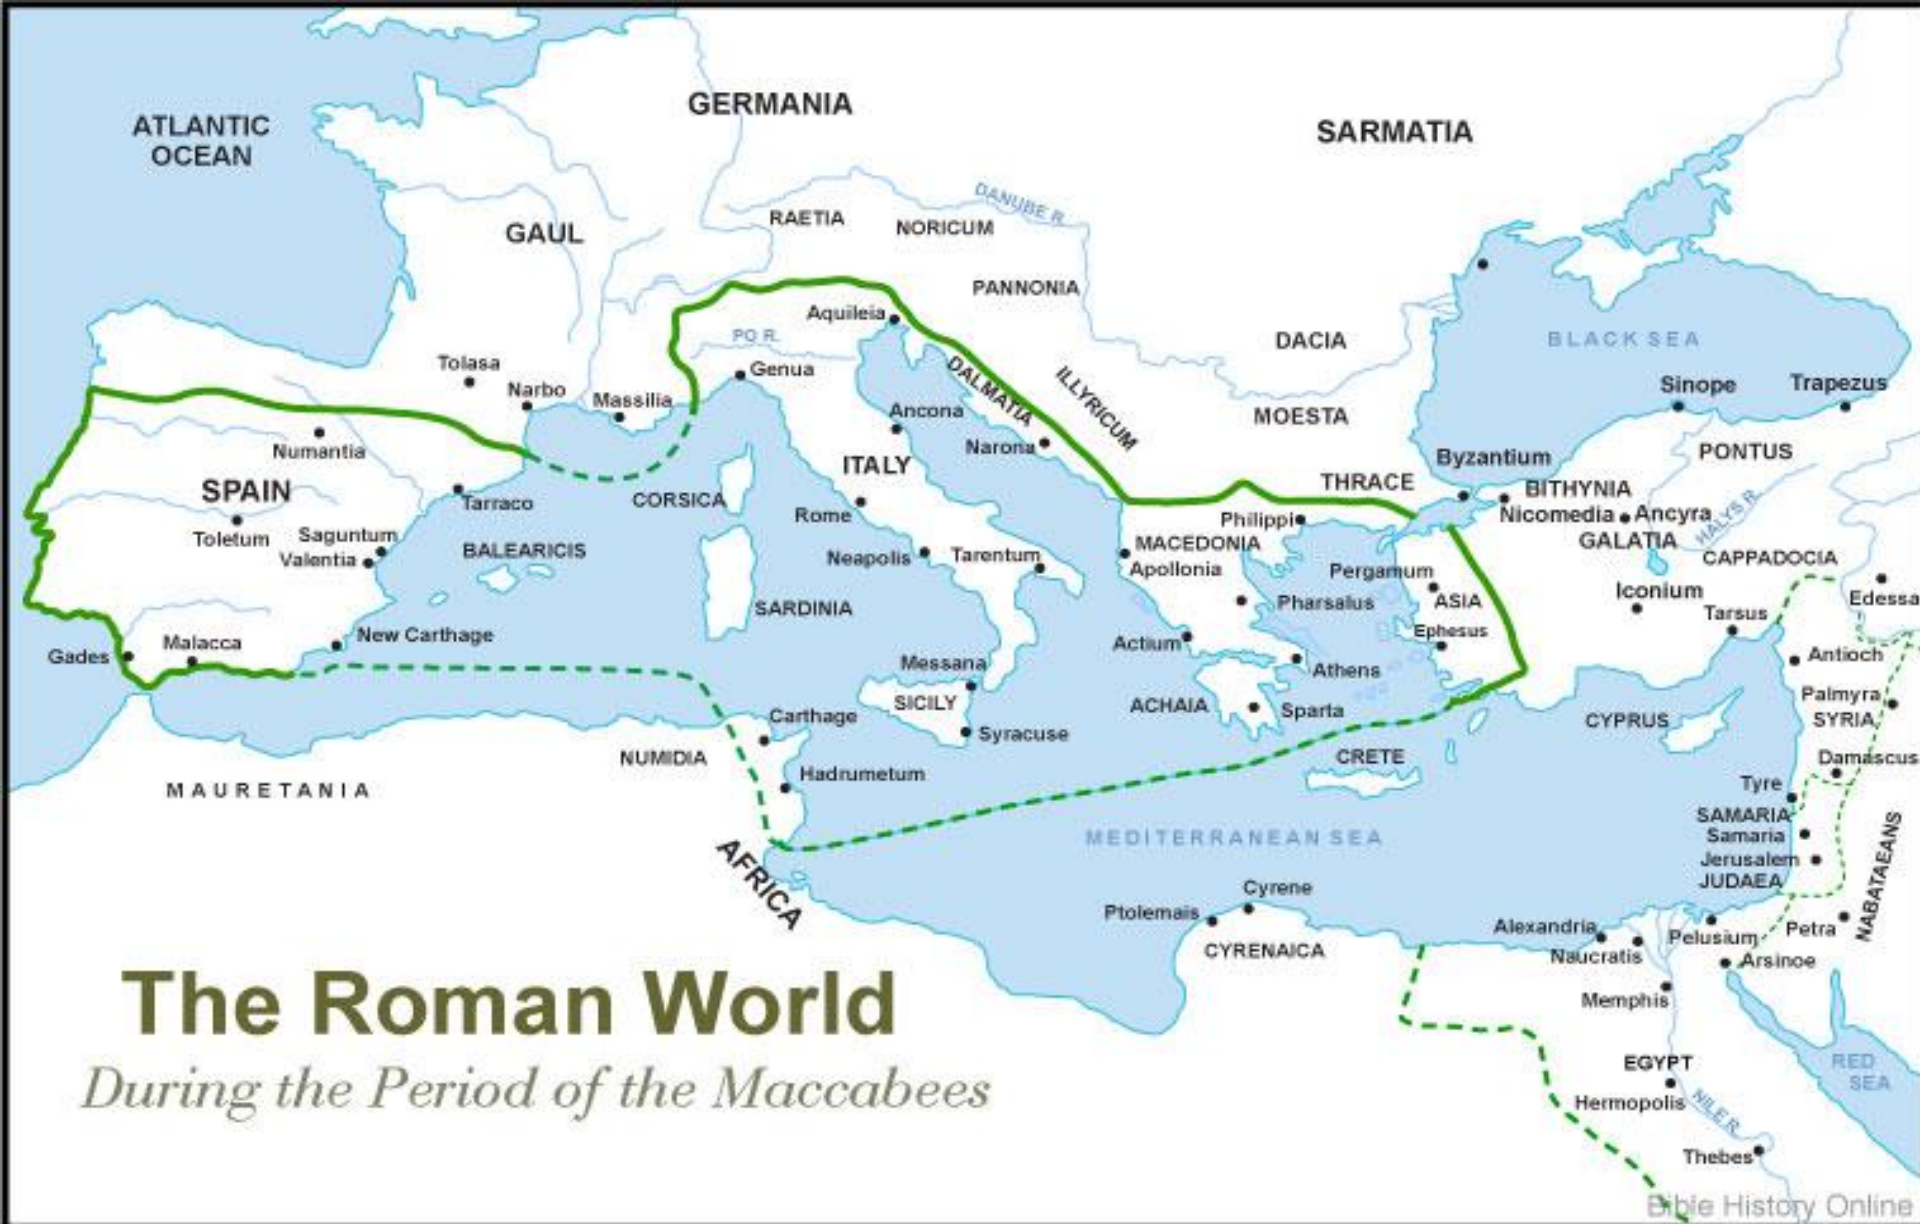 ATLANTIC
OCEAN
GERMANIA
SARMATIA
DANUBE R.
RAETIA
NORICUM
GAUL
PANNONIA
Aquileia
PO R.
DACIA
BLACK SEA
Tolasa
Genua
DALMATIA
ILLYRICUM
Sinope
Trapezus
Narbo
Massilia
Ancona
MOESTA
Numantia
Narona
ITALY
Byzantium
PONTUS
SPAIN
Tarraco
CORSICA
THRACE
BITHYNIA
Rome
Philippi
Nicomedia
Ancyra
HALYS R.
Toletum
Saguntum
Valentia
BALEARICIS
Neapolis
Tarentum
MACEDONIA
Apollonia
GALATIA
CAPPADOCIA
Pergamum
ASIA
Iconium
Edessa
SARDINIA
Pharsalus
Tarsus
Gades
Malacca
New Carthage
Actium
Ephesus
Messana
Athens
Antioch
SICILY
ACHAIA
Sparta
Palmyra
SYRIA
Carthage
Syracuse
CYPRUS
NUMIDIA
CRETE
Damascus
MAURETANIA
Hadrumetum
Tyre
SAMARIA
Samaria
MEDITERRANEAN SEA
Jerusalem
JUDAEA
NABATAEANS
AFRICA
Cyrene
Ptolemais
CYRENAICA
Alexandria
Naucratis
Pelusium
Petra
Arsinoe
Memphis
The Roman World
During the Period of the Maccabees
EGYPT
RED
SEA
Hermopolis
NILE R.
Thebes
Bible History Online